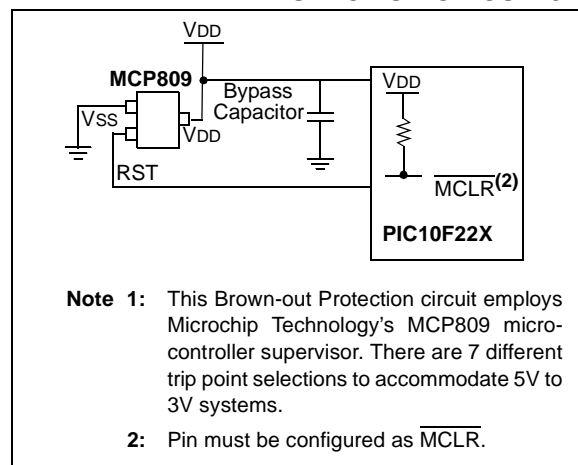 VDD
MCP809
Bypass
Capacitor
VDD
VSS
VDD
RST
MCLR(2)
PIC10F22X
Note 1: This Brown-out Protection circuit employs
Microchip Technology's MCP809 micro-
controller supervisor. There are 7 different
trip point selections to accommodate 5V to
3V systems.
2: Pin must be configured as MCLR.